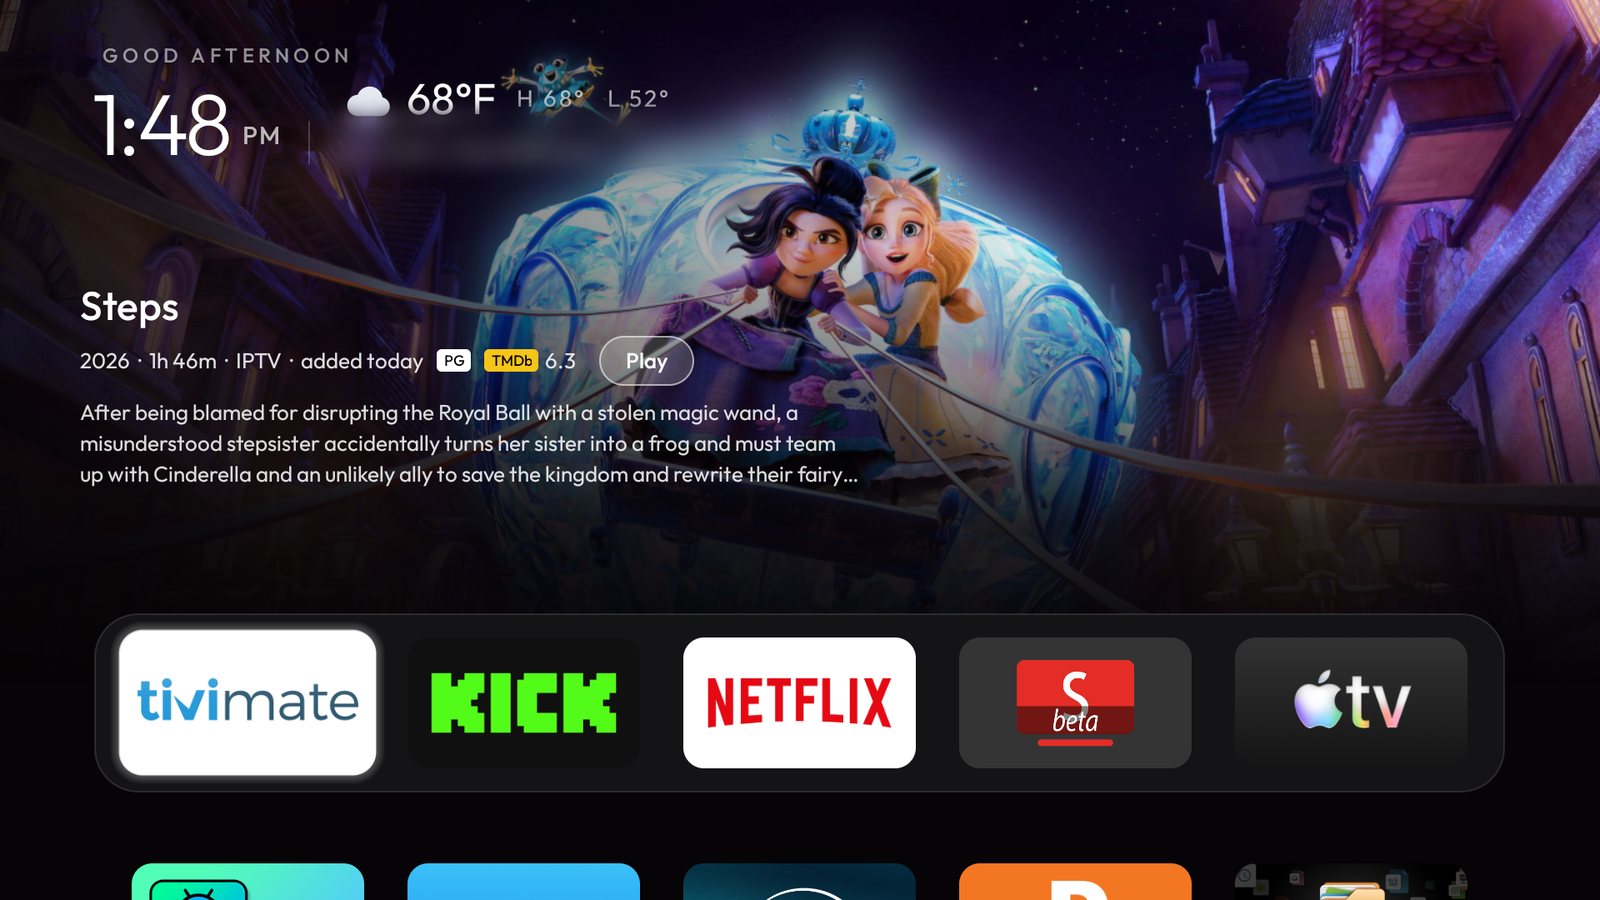 GOOD AFTERNOON
1:48 PM
68°F H 68° L 52°
Steps
2026 · 1h 46m · IPTV · added today PG TMDb 6.3 Play
After being blamed for disrupting the Royal Ball with a stolen magic wand, a
misunderstood stepsister accidentally turns her sister into a frog and must team
up with Cinderella and an unlikely ally to save the kingdom and rewrite their fairy...
tivimate KICK NETFLIX S beta tv